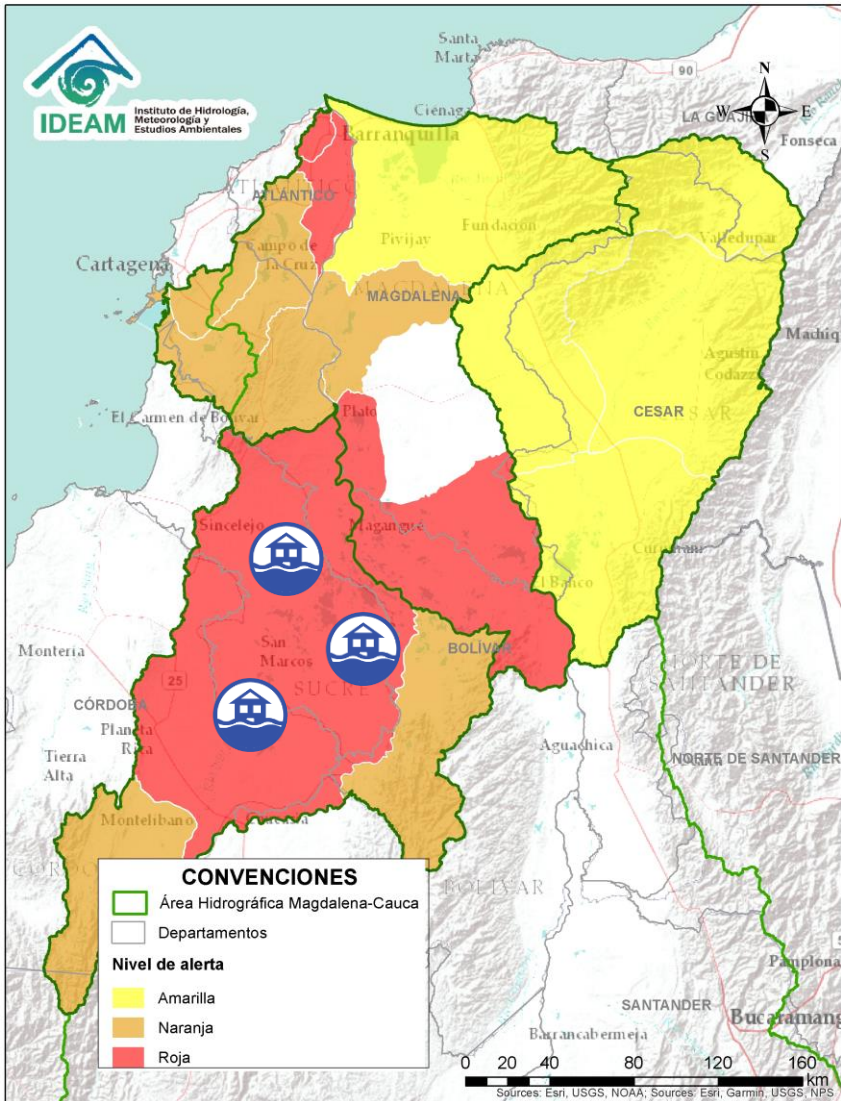 IDEAM
Instituto de Hidrología,
Meteorología y
Estudios Ambientales
Santa
Marta
90
N
W
E
S
LA GUAJI
Fonseca
Ciénaga
Barranquilla
ATLÁNTICO
Cartagena
Campo de
la Cruz
Pivijay
Fundación
Valledupar
MAGDALENA
Machiq
Agustín
Codazzi
CESAR
El Carmen de Bolívar
Plato
Sincelejo
Magangué
El Banco
Montería
San
Marcos
BOLÍVAR
SUCRE
25
CÓRDOBA
Planeta
Rica
Tierra
Alta
Aguachica
NORTE DE
SANTANDER
NORTE DE SANTANDER
Montelíbano
BOLÍVAR
CONVENCIONES
Área Hidrográfica Magdalena-Cauca
Departamentos
Nivel de alerta
Amarilla
Naranja
Roja
Pamplona
SANTANDER
Bucaramang
Barrancabermeja
0 20 40 80 120 160
KM
Sources: Esri, USGS, NOAA; Sources: Esri, Garmin, USGS, NPS